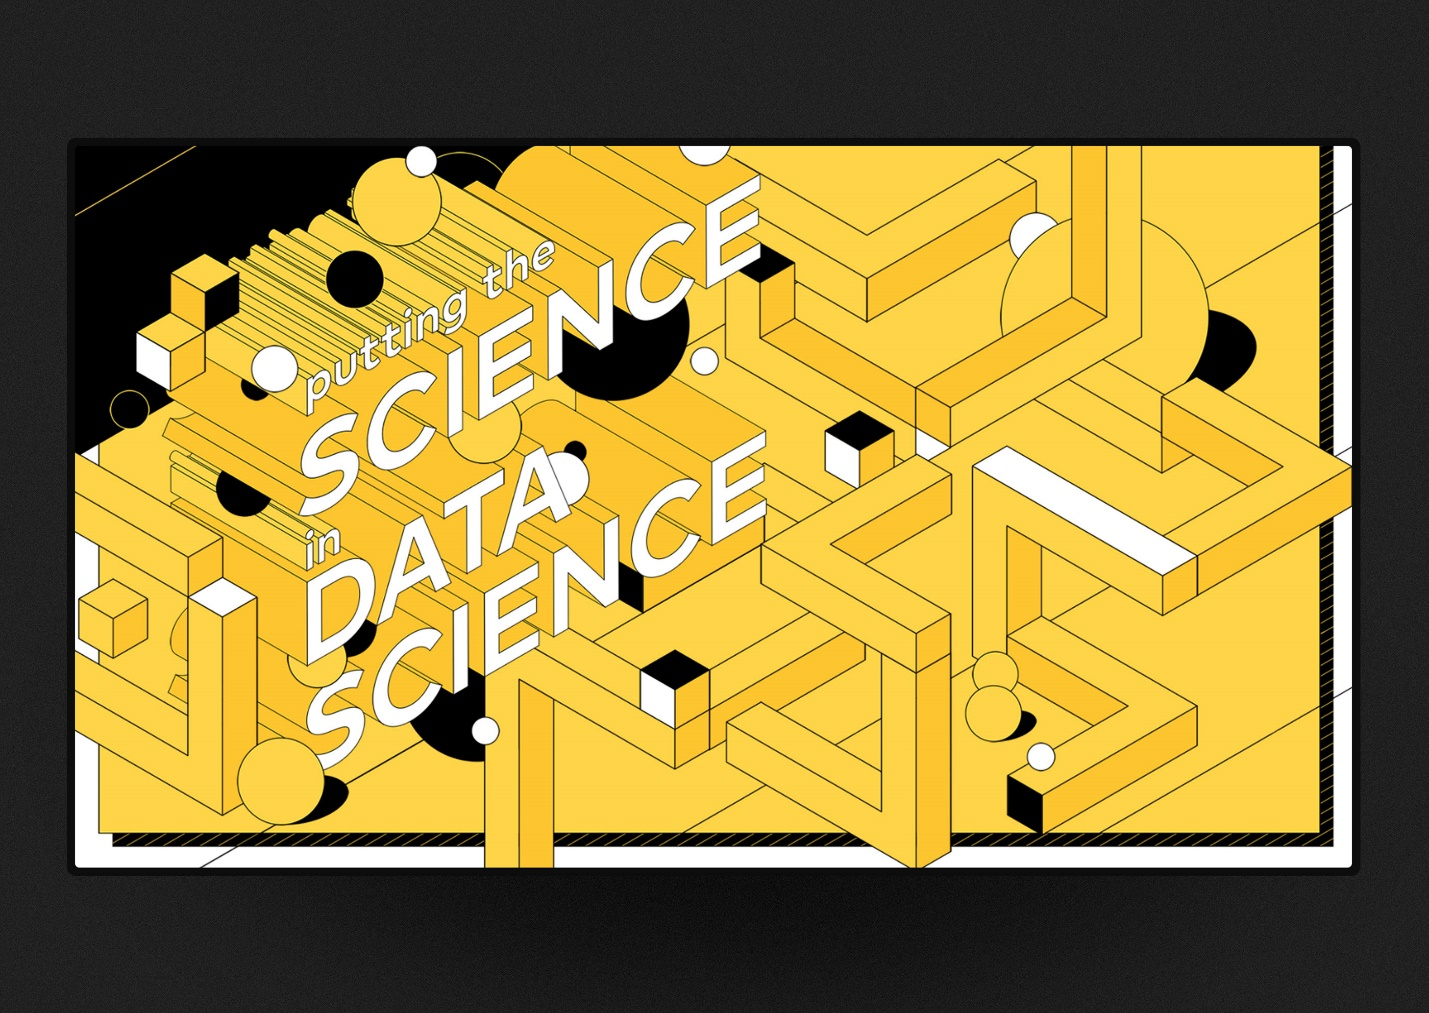 putting the
SCIENCE
in
DATA
SCIENCE